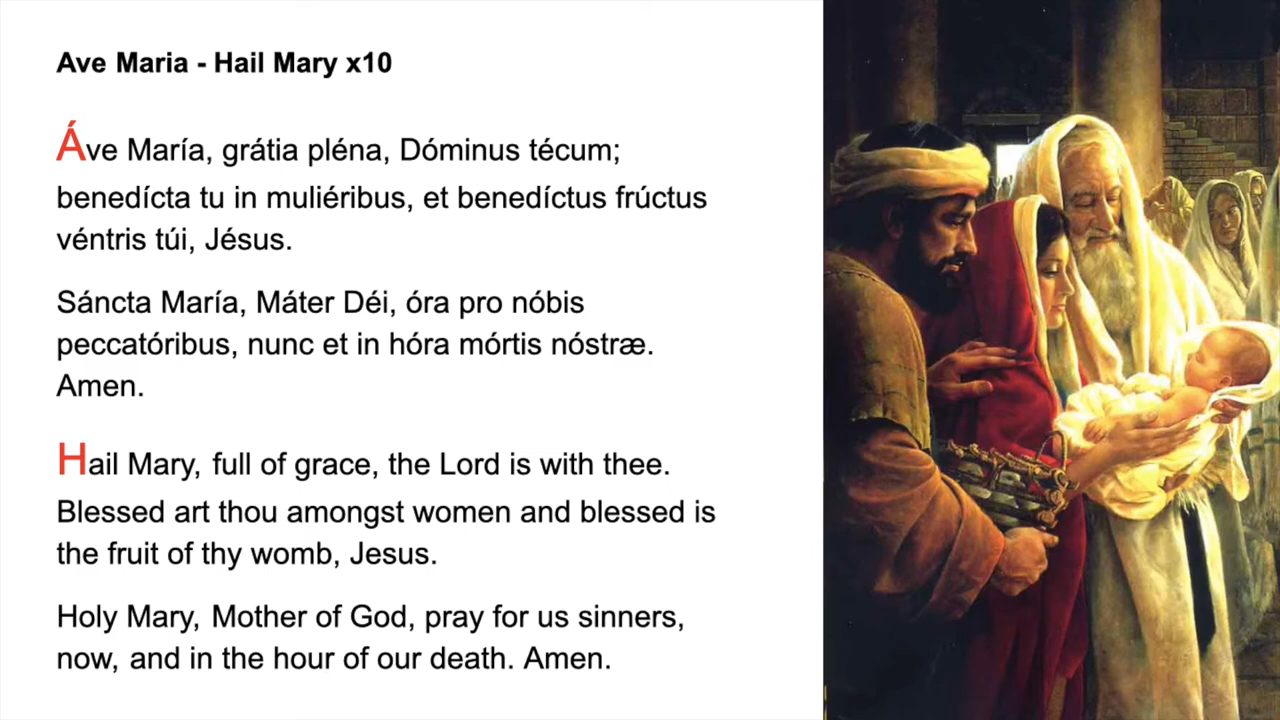 Ave Maria - Hail Mary x10
Áve María, grátia pléna, Dóminus técum;
benedícta tu in muliéribus, et benedíctus frúctus
véntris túi, Jésus.
Sáncta María, Máter Déi, óra pro nóbis
peccatóribus, nunc et in hóra mórtis nóstræ.
Amen.
Hail Mary, full of grace, the Lord is with thee.
Blessed art thou amongst women and blessed is
the fruit of thy womb, Jesus.
Holy Mary, Mother of God, pray for us sinners,
now, and in the hour of our death. Amen.